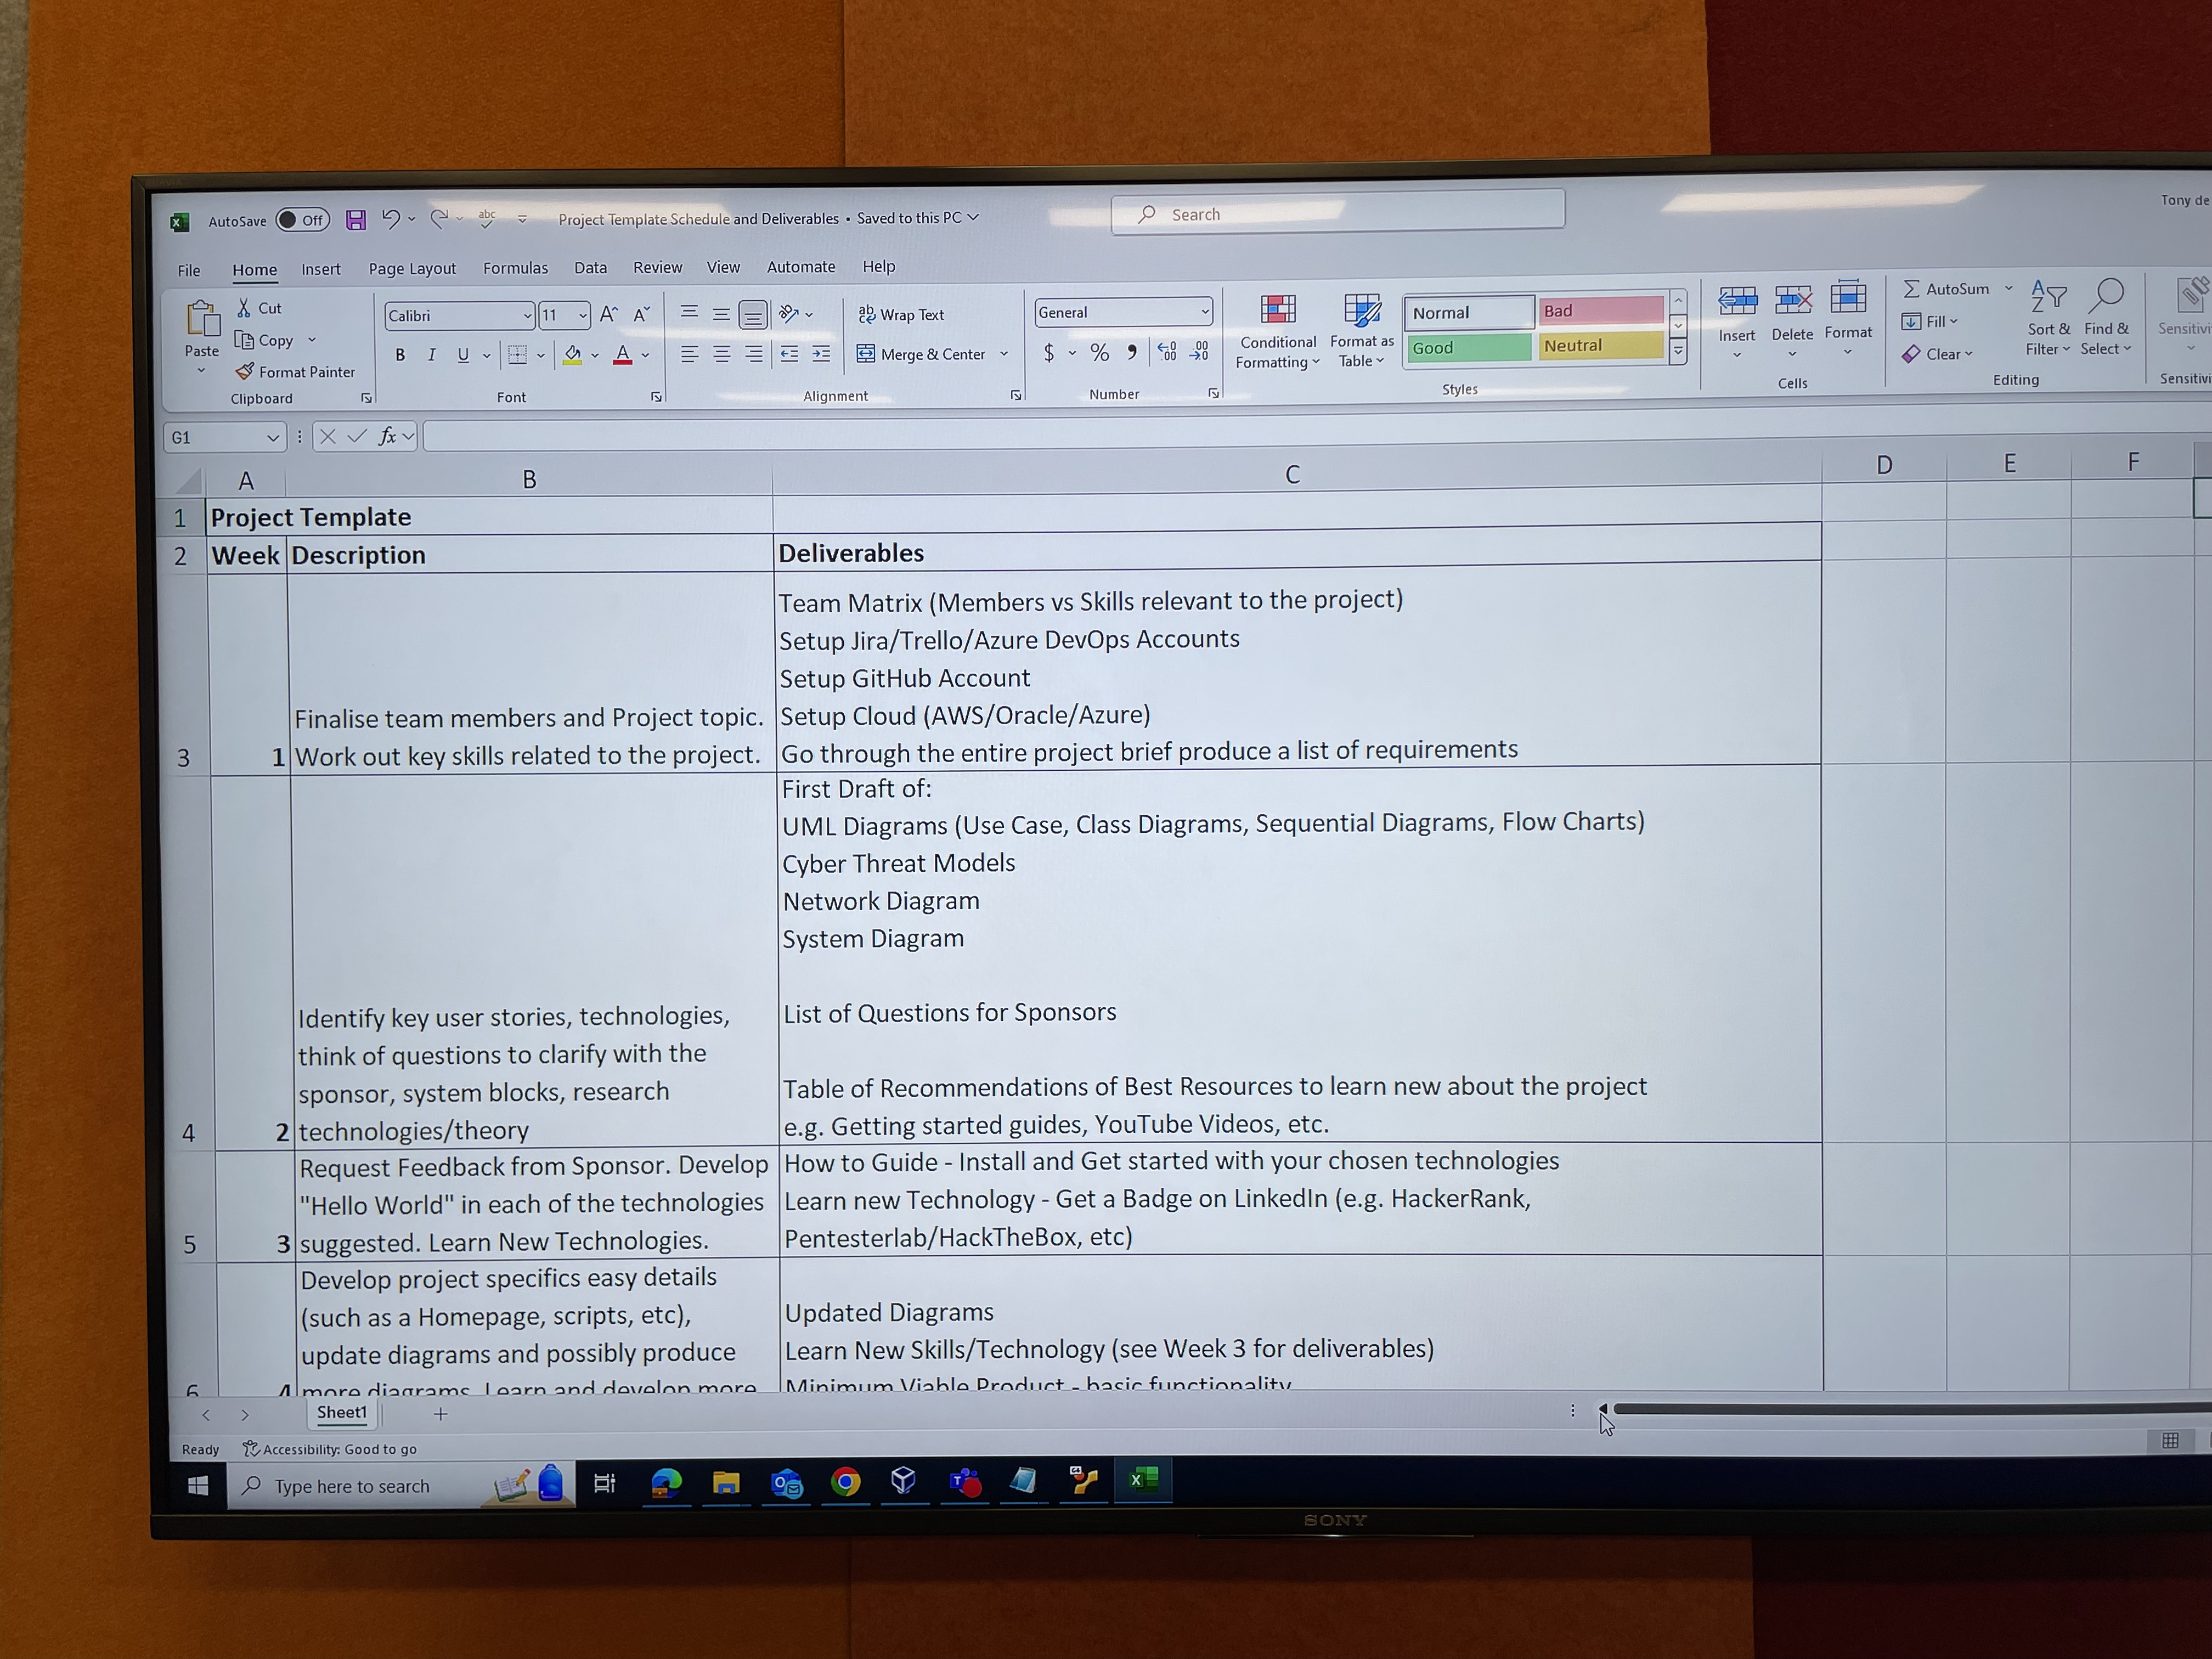 AutoSave Off abc Project Template Schedule and Deliverables • Saved to this PC Search Tony de
File Home Insert Page Layout Formulas Data Review View Automate Help
Paste Cut Copy Format Painter Clipboard
Calibri 11 A A B I U A Font
ab Wrap Text Merge & Center Alignment
General $ % 9 .0 .00 .00 .0 Number
Conditional Formatting Format as Table Normal Bad Good Neutral Styles
Insert Delete Format Cells
AutoSum Fill Clear Sort & Filter Find & Select Editing
Sensitivi Sensitivi
G1 fx
A B C D E F
1 Project Template
2 Week Description Deliverables
Team Matrix (Members vs Skills relevant to the project)
Setup Jira/Trello/Azure DevOps Accounts
Setup GitHub Account
Finalise team members and Project topic. Setup Cloud (AWS/Oracle/Azure)
3 1 Work out key skills related to the project. Go through the entire project brief produce a list of requirements
First Draft of:
UML Diagrams (Use Case, Class Diagrams, Sequential Diagrams, Flow Charts)
Cyber Threat Models
Network Diagram
System Diagram
Identify key user stories, technologies, List of Questions for Sponsors
think of questions to clarify with the
sponsor, system blocks, research Table of Recommendations of Best Resources to learn new about the project
4 2 technologies/theory e.g. Getting started guides, YouTube Videos, etc.
Request Feedback from Sponsor. Develop How to Guide - Install and Get started with your chosen technologies
"Hello World" in each of the technologies Learn new Technology - Get a Badge on LinkedIn (e.g. HackerRank,
5 3 suggested. Learn New Technologies. Pentesterlab/HackTheBox, etc)
Develop project specifics easy details
(such as a Homepage, scripts, etc), Updated Diagrams
update diagrams and possibly produce Learn New Skills/Technology (see Week 3 for deliverables)
6 4 more diagrams. Learn and develop more Minimum Viable Product - basic functionality
Sheet1 +
Ready Accessibility: Good to go
Type here to search
SONY